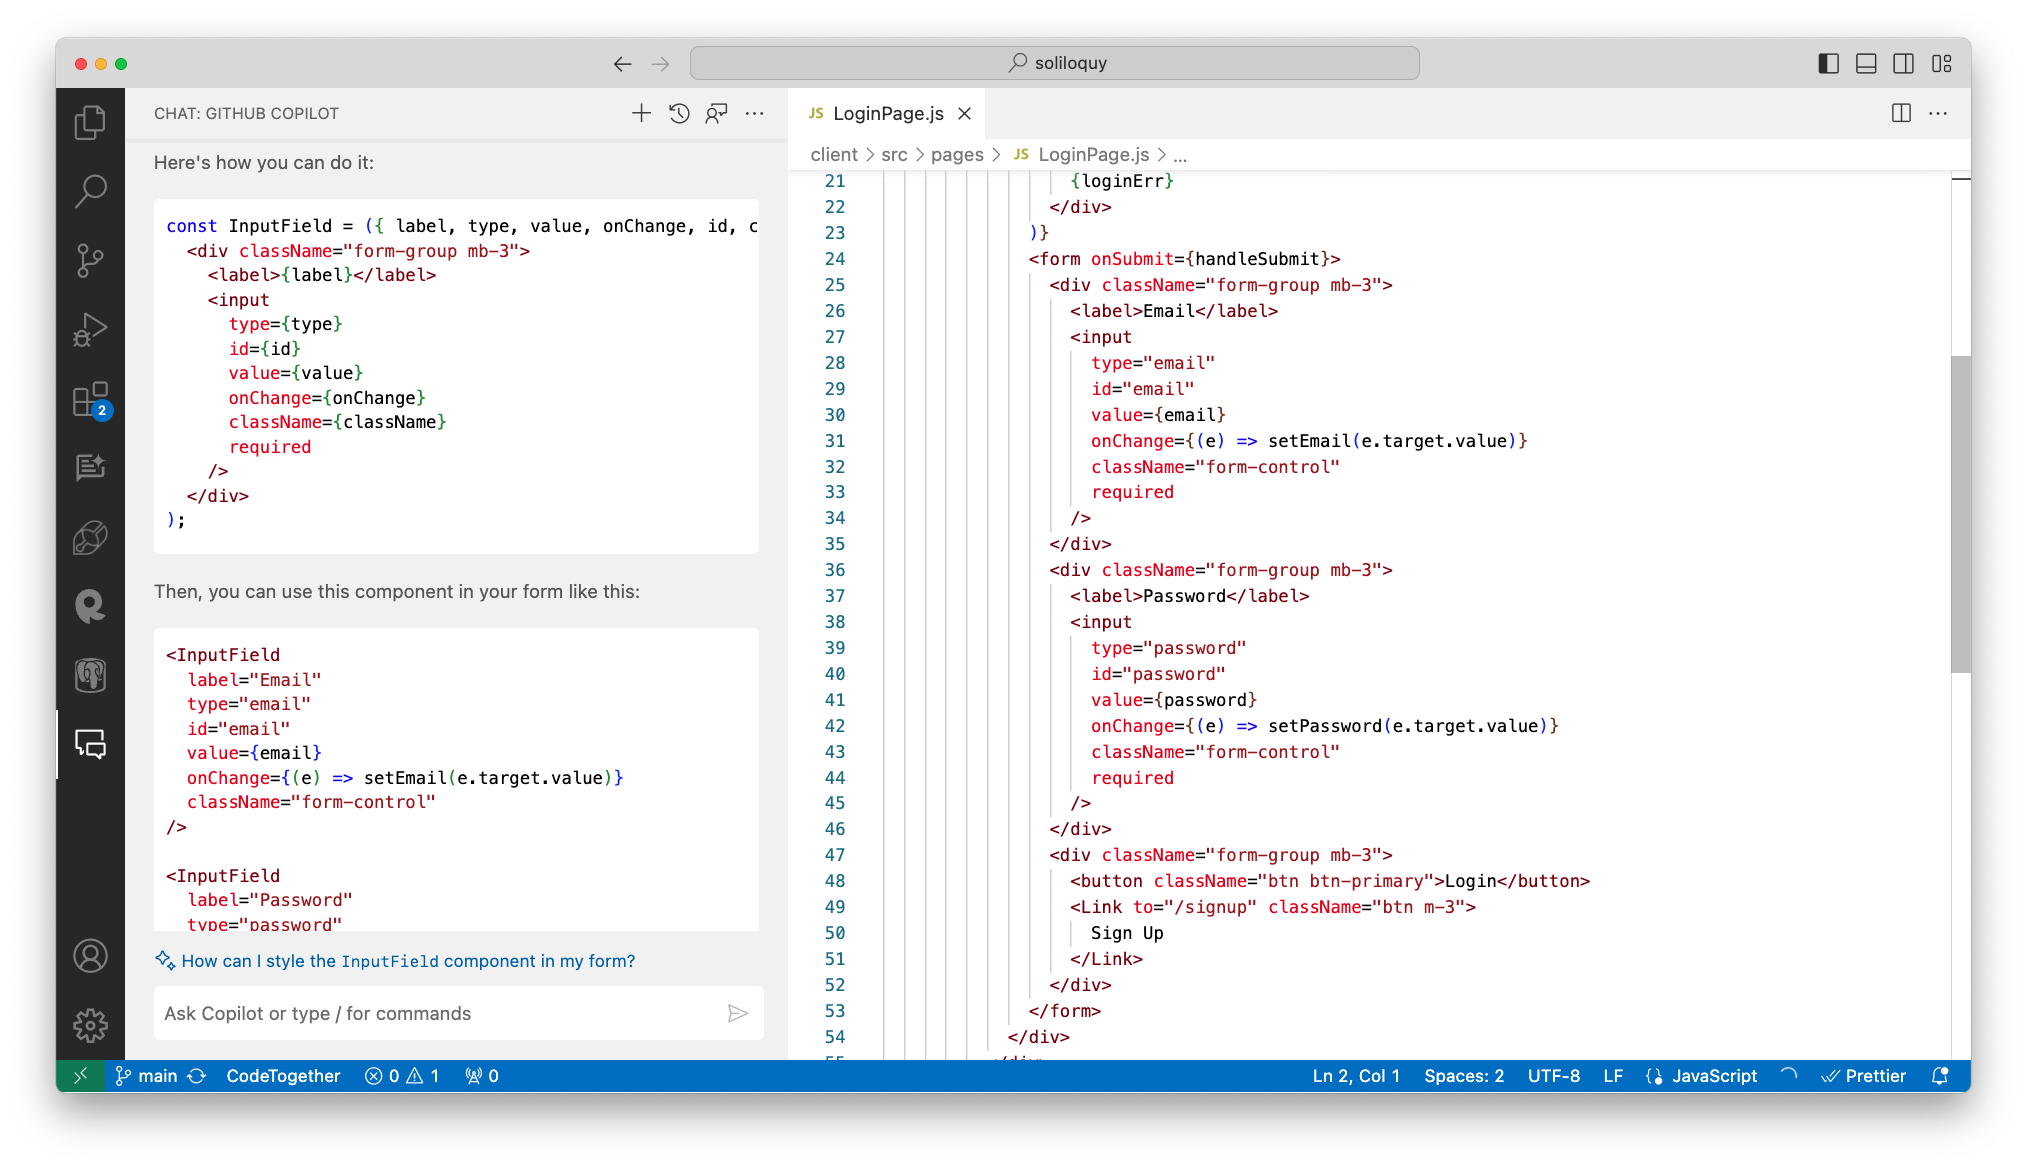 soliloquy
CHAT: GITHUB COPILOT
Here's how you can do it:
const InputField = ({ label, type, value, onChange, id, c
<div className="form-group mb-3">
<label>{label}</label>
<input
type={type}
id={id}
value={value}
onChange={onChange}
className={className}
required
/>
</div>
);
Then, you can use this component in your form like this:
<InputField
label="Email"
type="email"
id="email"
value={email}
onChange={(e) => setEmail(e.target.value)}
className="form-control"
/>
<InputField
label="Password"
type="password"
How can I style the InputField component in my form?
Ask Copilot or type / for commands
2
JS LoginPage.js
client > src > pages > JS LoginPage.js > ...
21 {loginErr}
22 </div>
23 )}
24 <form onSubmit={handleSubmit}>
25 <div className="form-group mb-3">
26 <label>Email</label>
27 <input
28 type="email"
29 id="email"
30 value={email}
31 onChange={(e) => setEmail(e.target.value)}
32 className="form-control"
33 required
34 />
35 </div>
36 <div className="form-group mb-3">
37 <label>Password</label>
38 <input
39 type="password"
40 id="password"
41 value={password}
42 onChange={(e) => setPassword(e.target.value)}
43 className="form-control"
44 required
45 />
46 </div>
47 <div className="form-group mb-3">
48 <button className="btn btn-primary">Login</button>
49 <Link to="/signup" className="btn m-3">
50 Sign Up
51 </Link>
52 </div>
53 </form>
54 </div>
main CodeTogether 0 1 0 Ln 2, Col 1 Spaces: 2 UTF-8 LF {} JavaScript Prettier